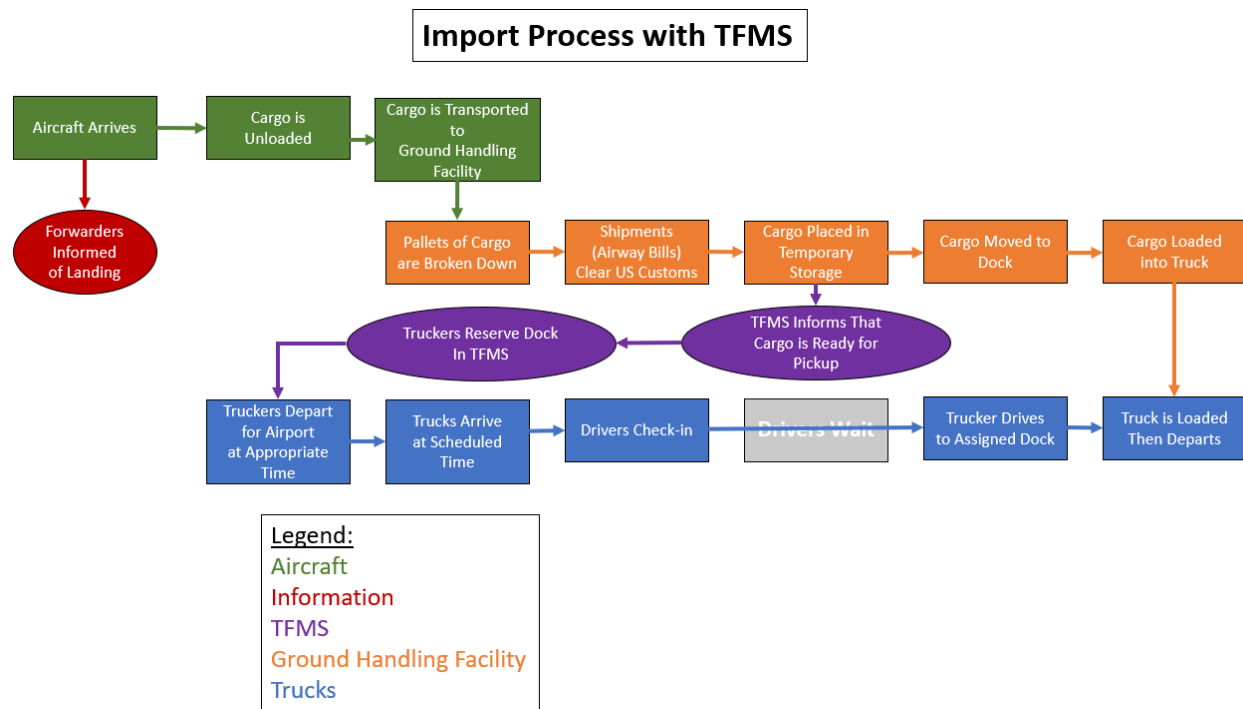 Import Process with TFMS
Aircraft Arrives
Cargo is
Unloaded
Cargo is Transported
to
Ground Handling
Facility
Forwarders
Informed
of Landing
Pallets of Cargo
are Broken Down
Shipments
(Airway Bills)
Clear US Customs
Cargo Placed in
Temporary
Storage
Cargo Moved to
Dock
Cargo Loaded
into Truck
Truckers Reserve Dock
In TFMS
TFMS Informs That
Cargo is Ready for
Pickup
Truckers Depart
for Airport
at Appropriate
Time
Trucks Arrive
at Scheduled
Time
Drivers Check-in
Drivers Wait
Trucker Drives
to Assigned Dock
Truck is Loaded
Then Departs
Legend:
Aircraft
Information
TFMS
Ground Handling Facility
Trucks